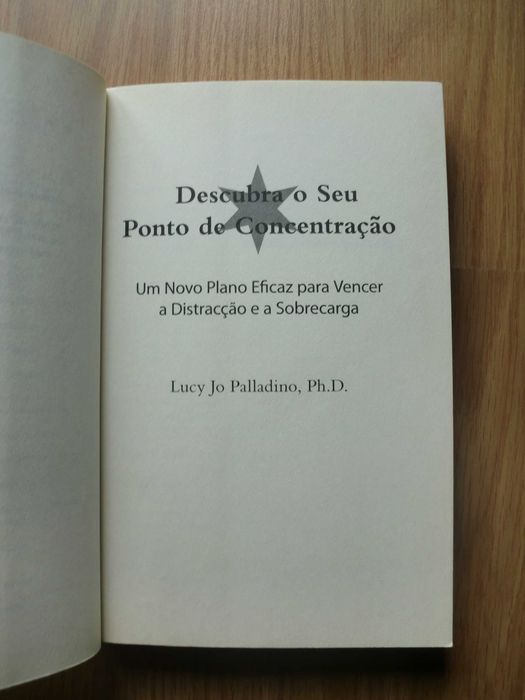 Descubra o Seu
Ponto de Concentração
Um Novo Plano Eficaz para Vencer
a Distracção e a Sobrecarga
Lucy Jo Palladino, Ph.D.